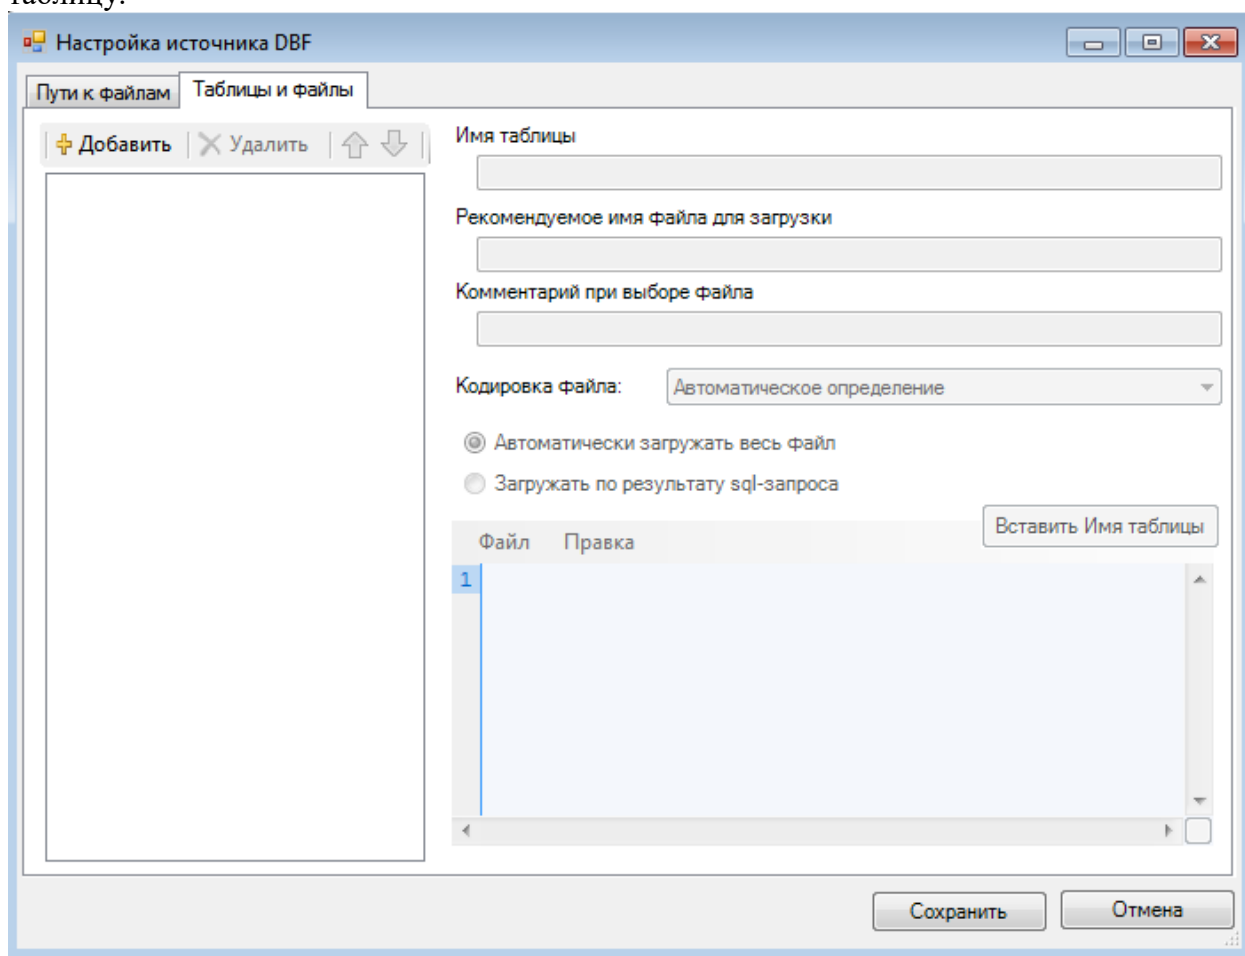 таблицу.
Настройка источника DBF
Пути к файлам Таблицы и файлы
Добавить Удалить
Имя таблицы
Рекомендуемое имя файла для загрузки
Комментарий при выборе файла
Кодировка файла: Автоматическое определение
Автоматически загружать весь файл
Загружать по результату sql-запроса
Вставить Имя таблицы
Файл Правка
1
Сохранить Отмена